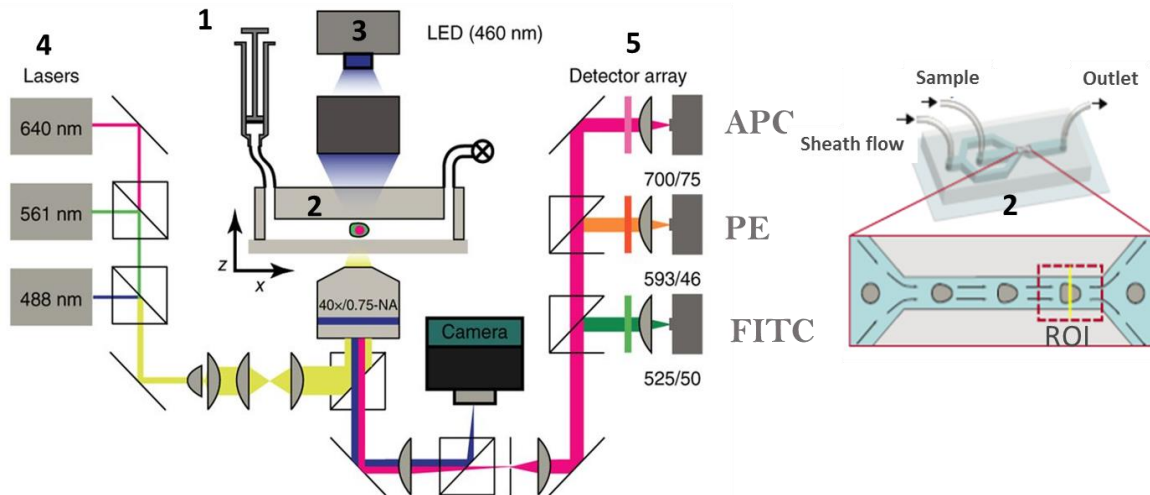 1
3
LED (460 nm)
5
4
Lasers
Detector array
640 nm
APC
700/75
561 nm
2
PE
593/46
z
x
488 nm
40×/0.75-NA
Camera
FITC
525/50
Sample
Outlet
Sheath flow
2
ROI